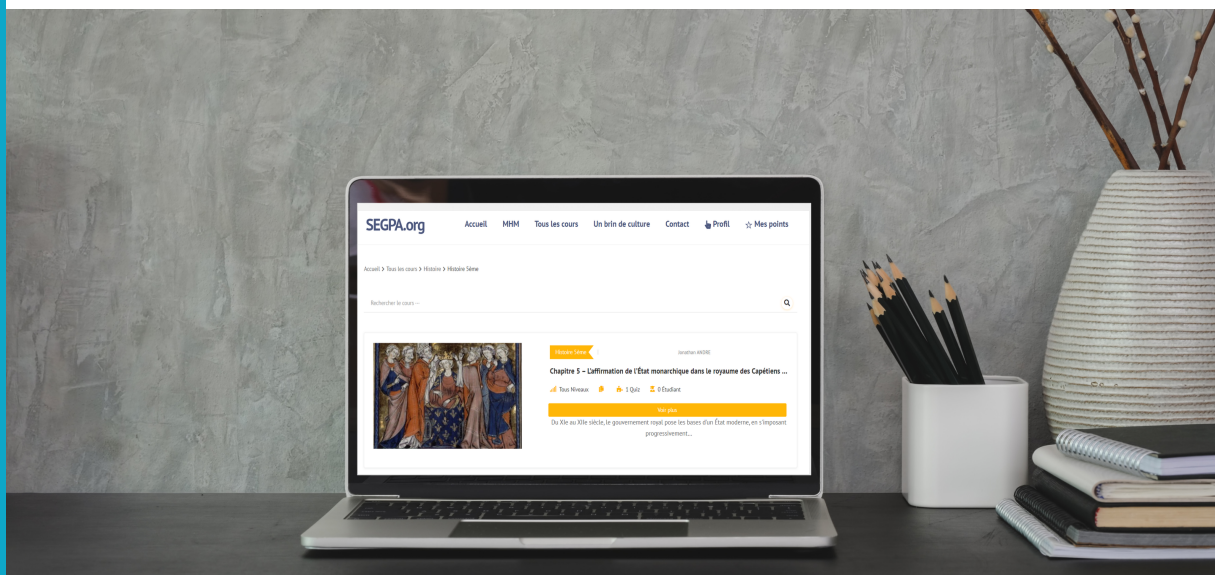 SEGPA.org
Accueil MHM Tous les cours Un brin de culture Contact Profil Mes points
Accueil > Tous les cours > Histoire > Histoire 5ème
Rechercher le cours ---
Histoire 5ème Jonathan ANDRE
Chapitre 5 – L'affirmation de l'État monarchique dans le royaume des Capétiens ...
Tous Niveaux 1 Quiz 0 Étudiant
Voir plus
Du XIe au XIIe siècle, le gouvernement royal pose les bases d'un État moderne, en s'imposant
progressivement...